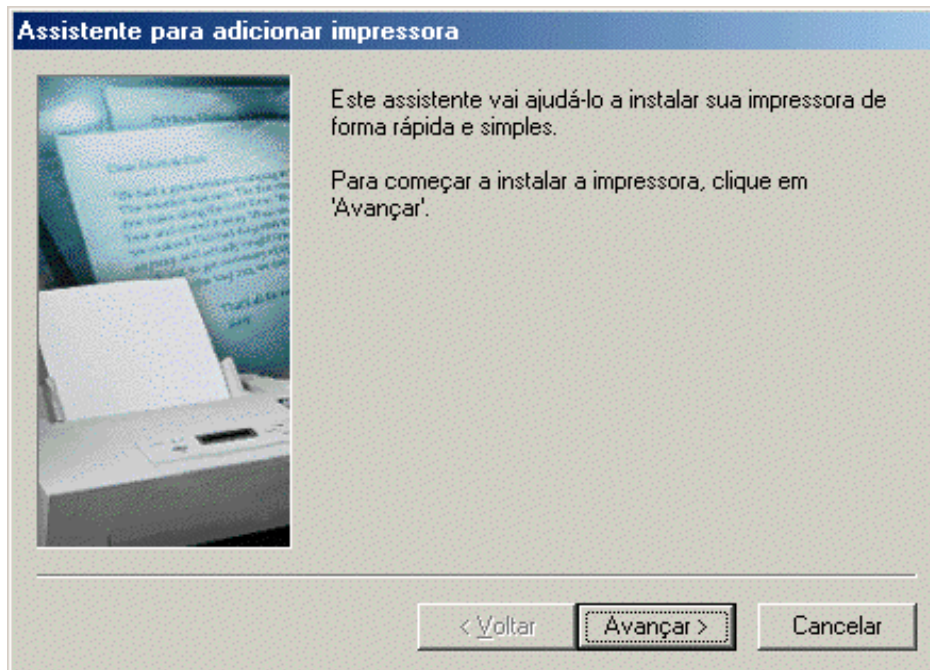 Assistente para adicionar impressora
Este assistente vai ajudá-lo a instalar sua impressora de
forma rápida e simples.
Para começar a instalar a impressora, clique em
'Avançar'.
< Voltar
Avançar >
Cancelar